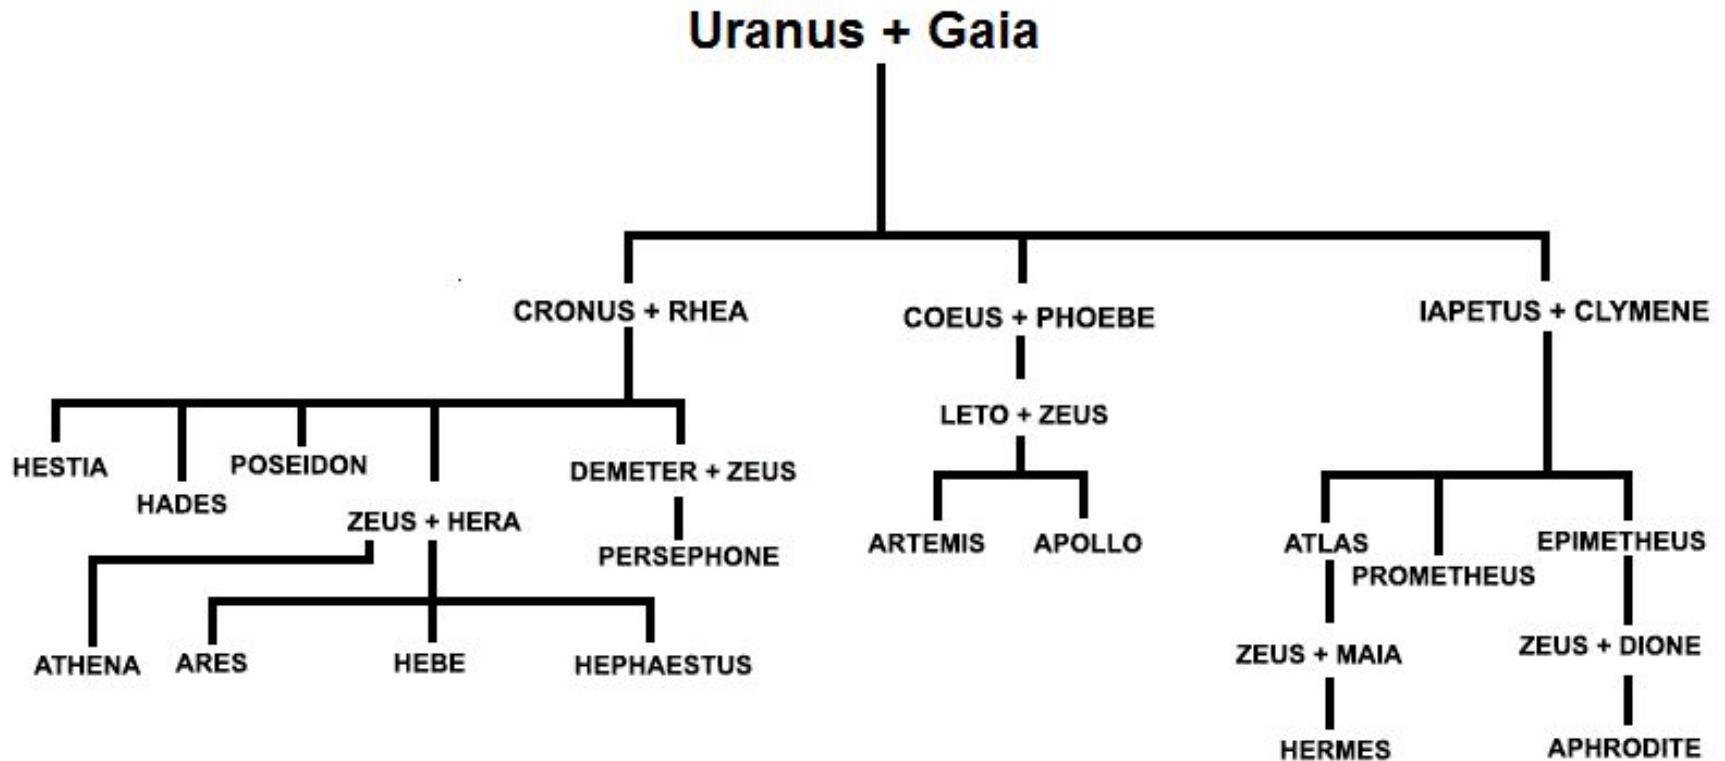 Uranus + Gaia
CRONUS + RHEA
COEUS + PHOEBE
IAPETUS + CLYMENE
HESTIA
HADES
POSEIDON
ZEUS + HERA
DEMETER + ZEUS
PERSEPHONE
ATHENA
ARES
HEBE
HEPHAESTUS
LETO + ZEUS
ARTEMIS
APOLLO
ATLAS
PROMETHEUS
EPIMETHEUS
ZEUS + MAIA
ZEUS + DIONE
HERMES
APHRODITE